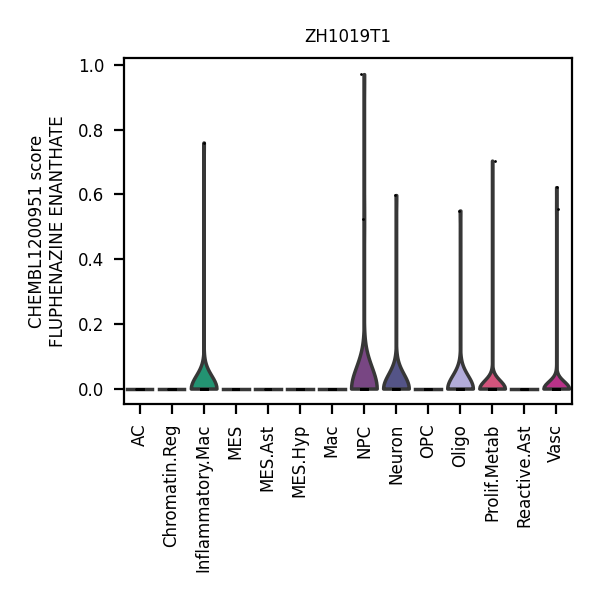 ZH1019T1
CHEMBL1200951 score
FLUPHENAZINE ENANTHATE
1.0
0.8
0.6
0.4
0.2
0.0
AC
Chromatin.Reg
Inflammatory.Mac
MES
MES.Ast
MES.Hyp
Mac
NPC
Neuron
OPC
Oligo
Prolif.Metab
Reactive.Ast
Vasc